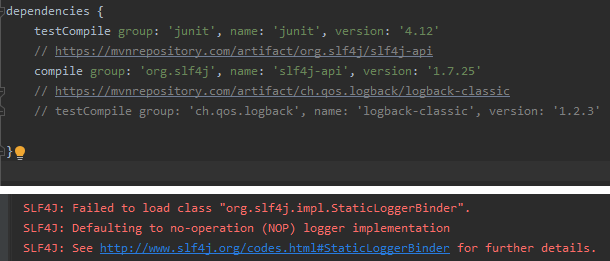 dependencies {
testCompile group: 'junit', name: 'junit', version: '4.12'
// https://mvnrepository.com/artifact/org.slf4j/slf4j-api
compile group: 'org.slf4j', name: 'slf4j-api', version: '1.7.25'
// https://mvnrepository.com/artifact/ch.qos.logback/logback-classic
// testCompile group: 'ch.qos.logback', name: 'logback-classic', version: '1.2.3'
}
SLF4J: Failed to load class "org.slf4j.impl.StaticLoggerBinder".
SLF4J: Defaulting to no-operation (NOP) logger implementation
SLF4J: See http://www.slf4j.org/codes.html#StaticLoggerBinder for further details.